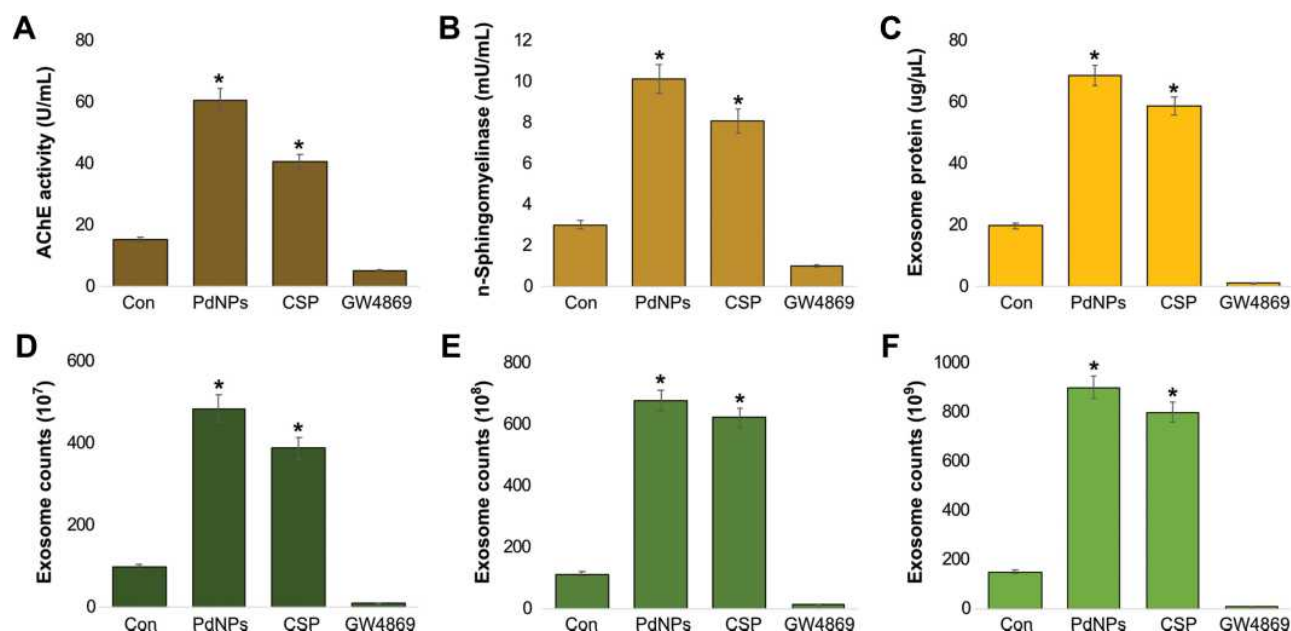 A
AChE activity (U/mL)
80
60
40
20
0
*
*
Con PdNPs CSP GW4869
B
n-Sphingomyelinase (mU/mL)
12
10
8
6
4
2
0
*
*
Con PdNPs CSP GW4869
C
Exosome protein (ug/µL)
80
60
40
20
0
*
*
Con PdNPs CSP GW4869
D
Exosome counts (10⁷)
600
400
200
0
*
*
Con PdNPs CSP GW4869
E
Exosome counts (10⁸)
800
600
400
200
0
*
*
Con PdNPs CSP GW4869
F
Exosome counts (10⁹)
1000
800
600
400
200
0
*
*
Con PdNPs CSP GW4869